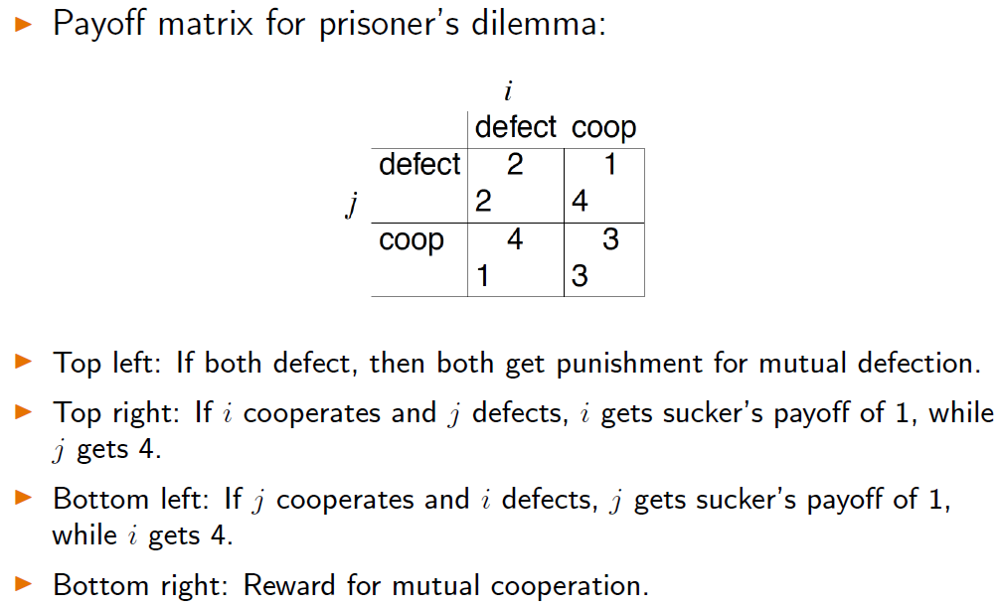 ▶ Payoff matrix for prisoner's dilemma:
i
defect coop
defect 2 1
j 2 4
coop 4 3
1 3
▶ Top left: If both defect, then both get punishment for mutual defection.
▶ Top right: If i cooperates and j defects, i gets sucker's payoff of 1, while
j gets 4.
▶ Bottom left: If j cooperates and i defects, j gets sucker's payoff of 1,
while i gets 4.
▶ Bottom right: Reward for mutual cooperation.